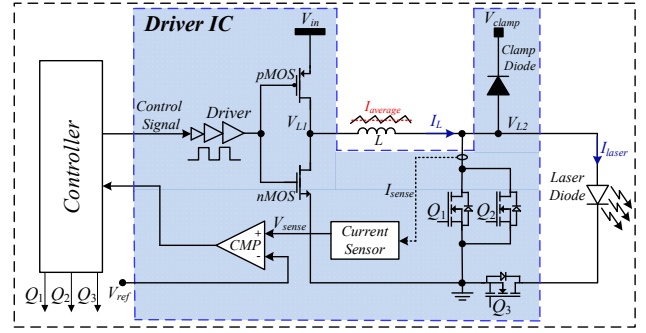 Driver IC
V_in
V_clamp
Clamp
Diode
pMOS
Control
Signal
Driver
V_L1
I_average
L
I_L
V_L2
I_laser
Laser
Diode
nMOS
I_sense
Q_1
Q_2
Controller
V_sense
Current
Sensor
CMP
+
-
Q_1
Q_2
Q_3
V_ref
Q_3